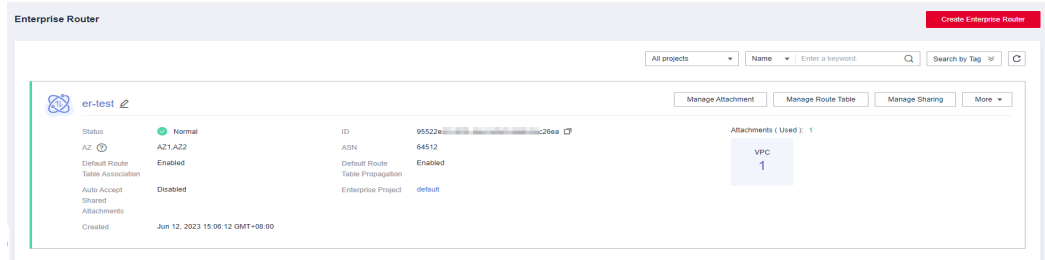 Enterprise Router
Create Enterprise Router
All projects
Name
Enter a keyword.
Search by Tag
er-test
Manage Attachment
Manage Route Table
Manage Sharing
More
Status
Normal
ID
95522e
c26ea
Attachments ( Used ): 1
AZ
AZ1,AZ2
ASN
64512
VPC
1
Default Route
Table Association
Enabled
Default Route
Table Propagation
Enabled
Auto Accept
Shared
Attachments
Disabled
Enterprise Project
default
Created
Jun 12, 2023 15:06:12 GMT+08:00